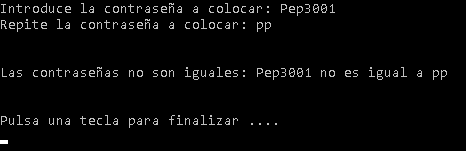 Introduce la contraseña a colocar: Pep3001
Repite la contraseña a colocar: pp
Las contraseñas no son iguales: Pep3001 no es igual a pp
Pulsa una tecla para finalizar ....